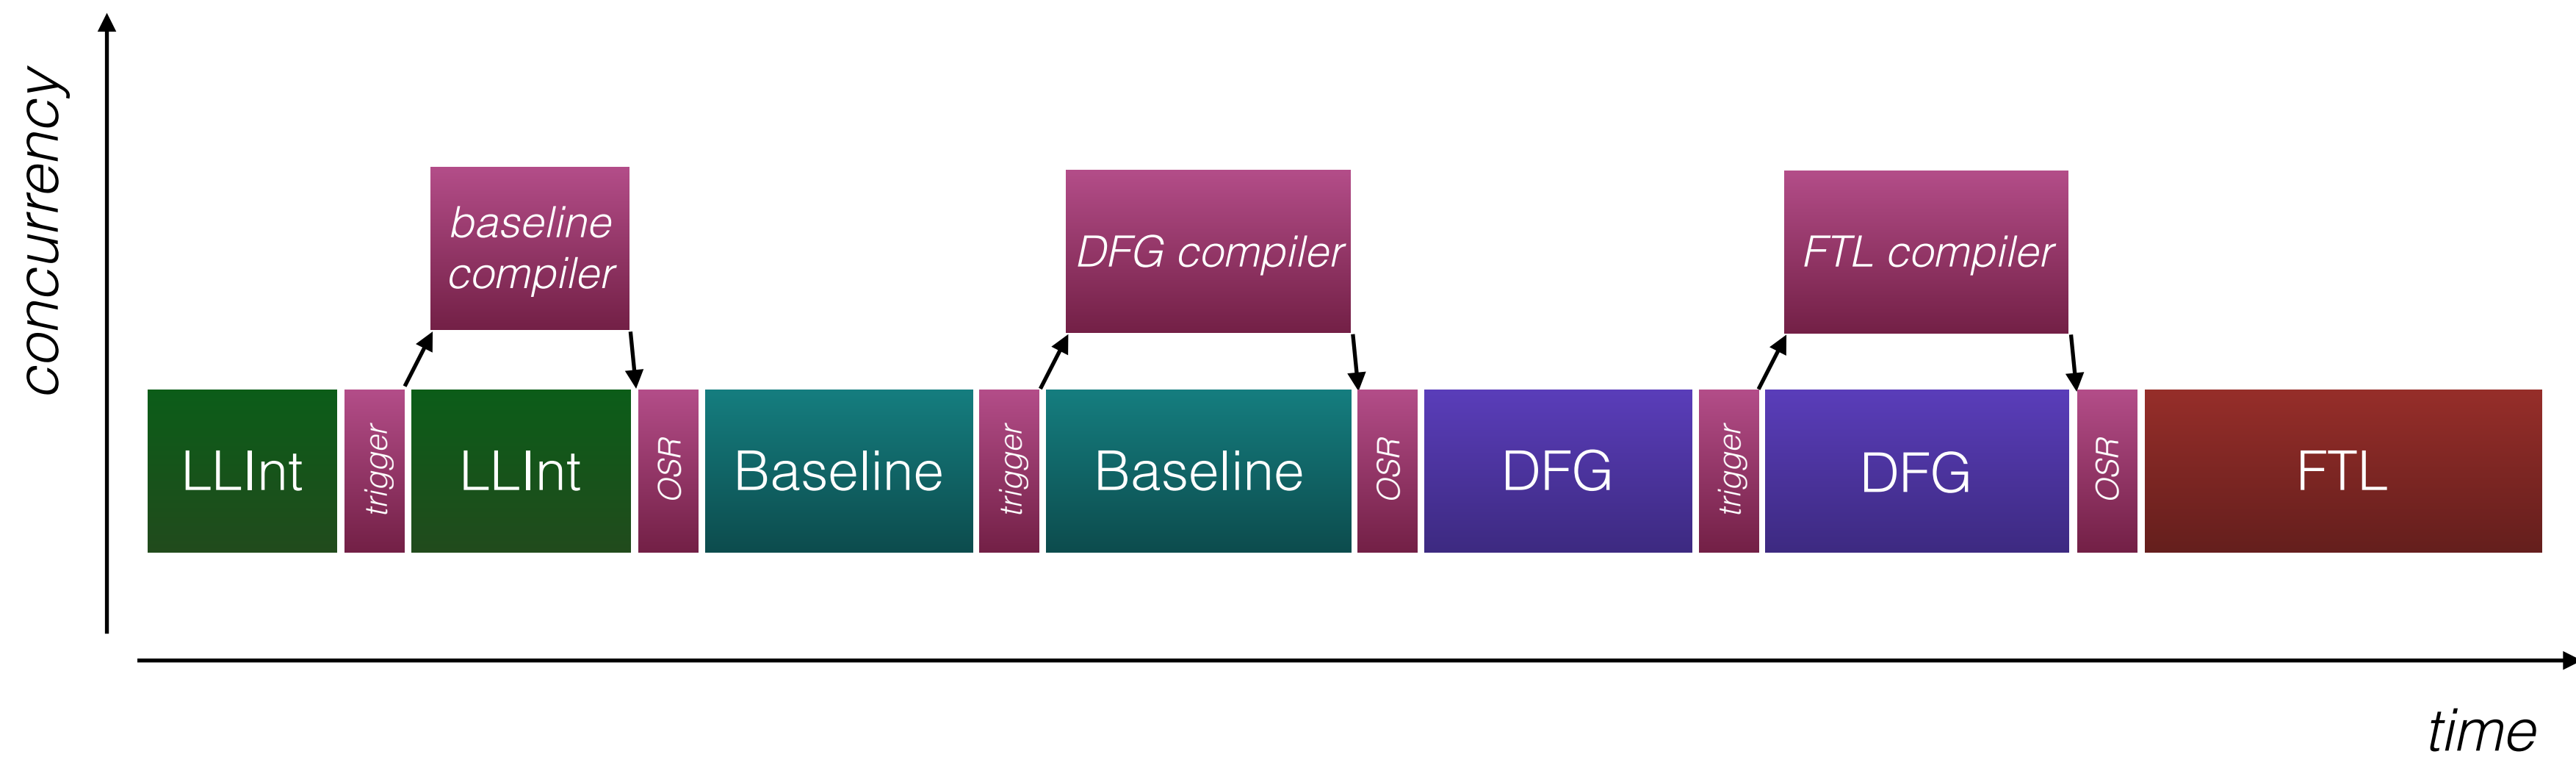 concurrency
baseline
compiler
DFG compiler
FTL compiler
LLInt
trigger
LLInt
OSR
Baseline
trigger
Baseline
OSR
DFG
trigger
DFG
OSR
FTL
time